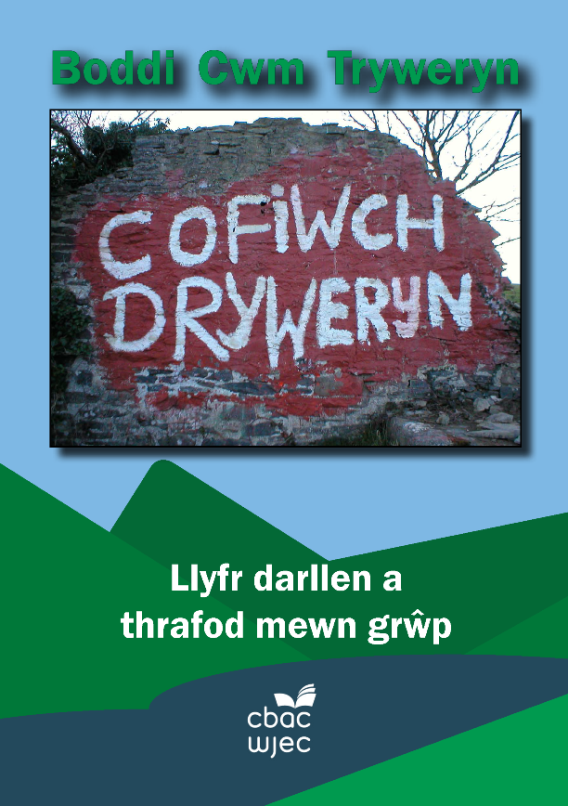 Boddi Cwm Tryweryn
COFIWCH
DRYWERYN
Llyfr darllen a
thrafod mewn grŵp
cbac
wjec